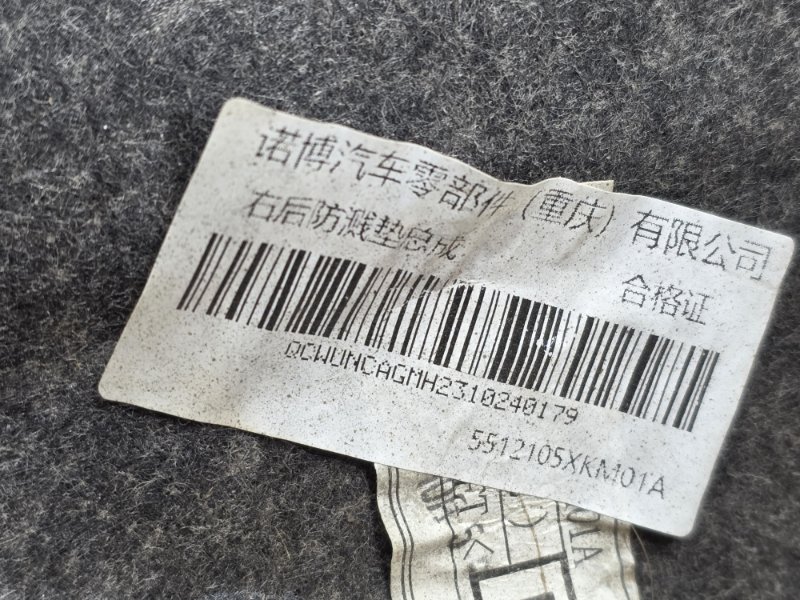 诺博汽车零部件（重庆）有限公司
右后防溅垫总成
合格证
QCWUNCAGMH2310240179
5512105XKM01A
01A